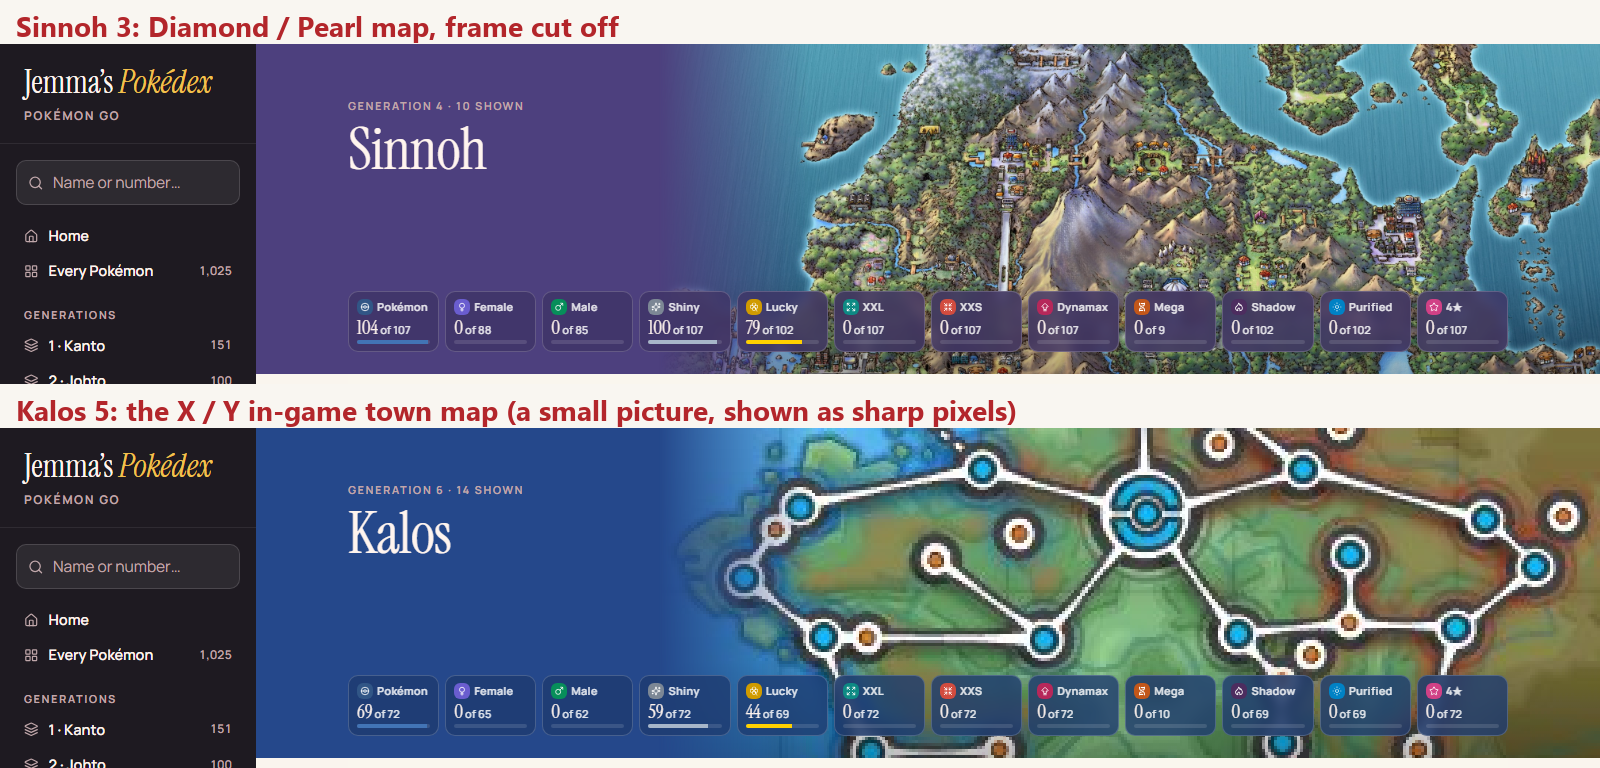 Sinnoh 3: Diamond / Pearl map, frame cut off
Jemma's Pokédex
POKÉMON GO
Name or number...
Home
Every Pokémon 1,025
GENERATIONS
1 · Kanto 151
2 · Johto 100
GENERATION 4 · 10 SHOWN
Sinnoh
Pokémon Female Male Shiny Lucky XXL XXS Dynamax Mega Shadow Purified 4★
104 of 107 0 of 88 0 of 85 100 of 107 79 of 102 0 of 107 0 of 107 0 of 107 0 of 9 0 of 102 0 of 102 0 of 107
Kalos 5: the X / Y in-game town map (a small picture, shown as sharp pixels)
Jemma's Pokédex
POKÉMON GO
Name or number...
Home
Every Pokémon 1,025
GENERATIONS
1 · Kanto 151
2 · Johto 100
GENERATION 6 · 14 SHOWN
Kalos
Pokémon Female Male Shiny Lucky XXL XXS Dynamax Mega Shadow Purified 4★
69 of 72 0 of 65 0 of 62 59 of 72 44 of 69 0 of 72 0 of 72 0 of 72 0 of 10 0 of 69 0 of 69 0 of 72